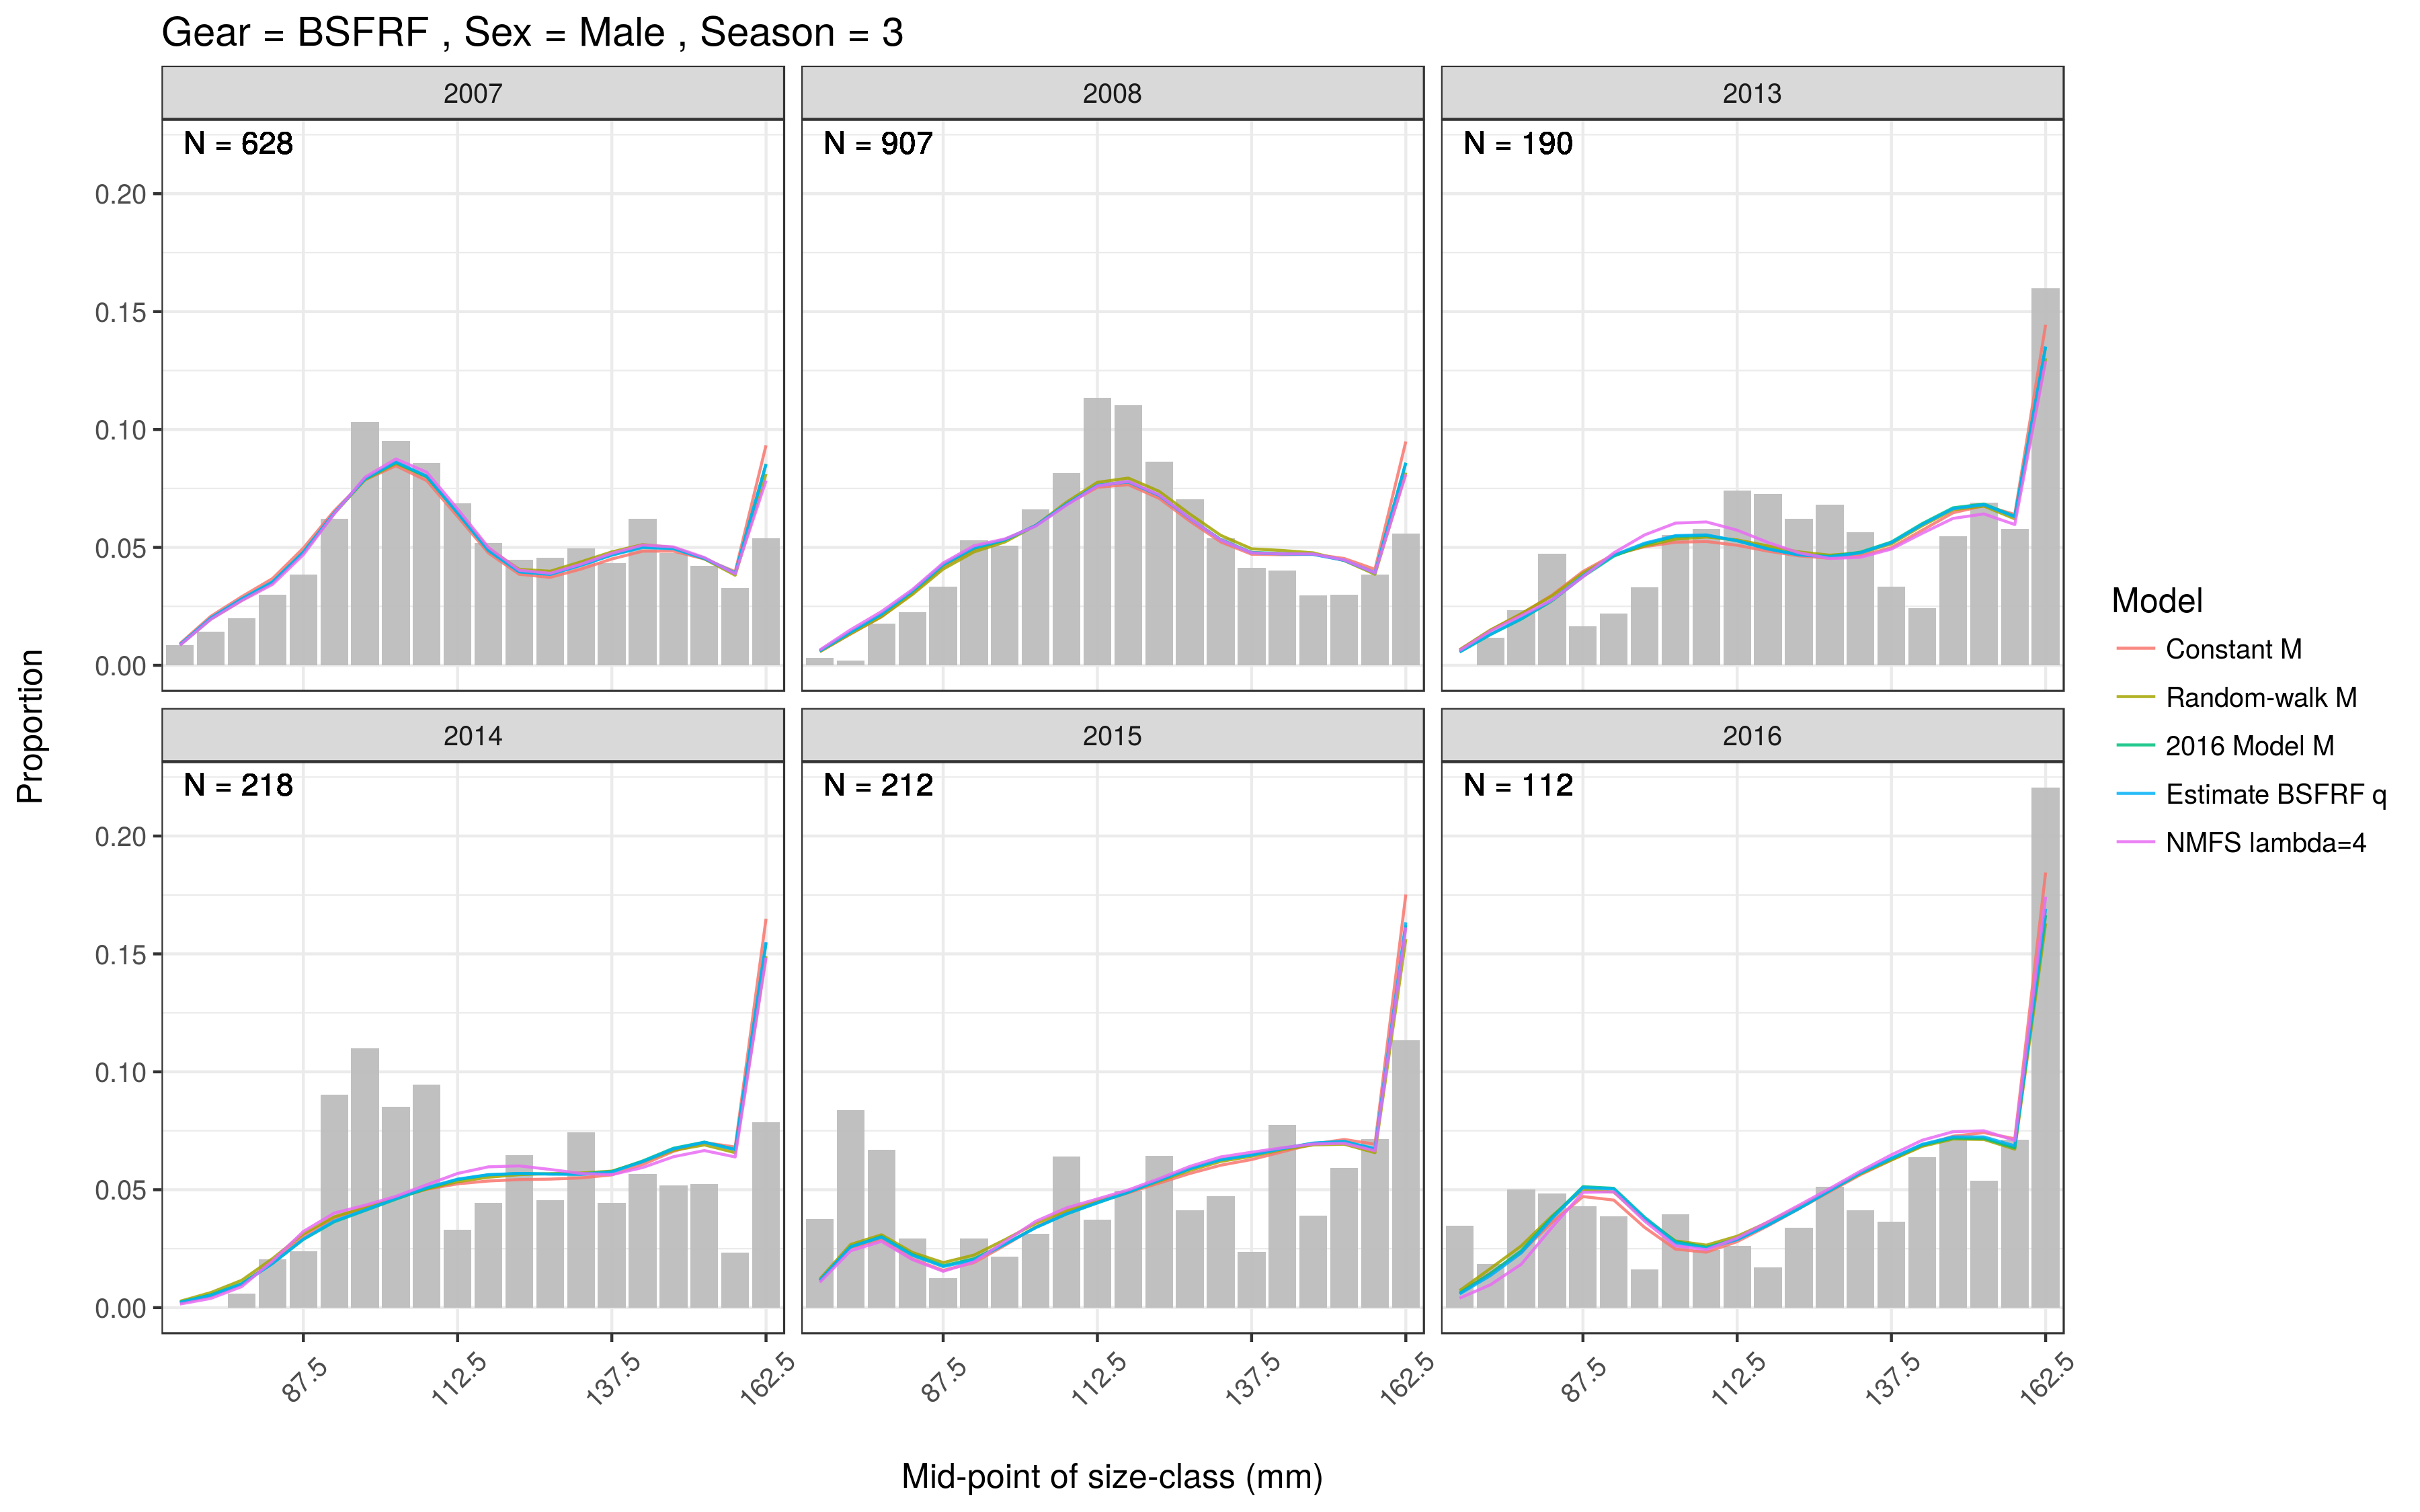 Gear = BSFRF , Sex = Male , Season = 3
2007
2008
2013
N = 628
N = 907
N = 190
0.20
0.15
0.10
0.05
0.00
2014
2015
2016
N = 218
N = 212
N = 112
0.20
0.15
0.10
0.05
0.00
87.5
112.5
137.5
162.5
87.5
112.5
137.5
162.5
87.5
112.5
137.5
162.5
Proportion
Mid-point of size-class (mm)
Model
Constant M
Random-walk M
2016 Model M
Estimate BSFRF q
NMFS lambda=4